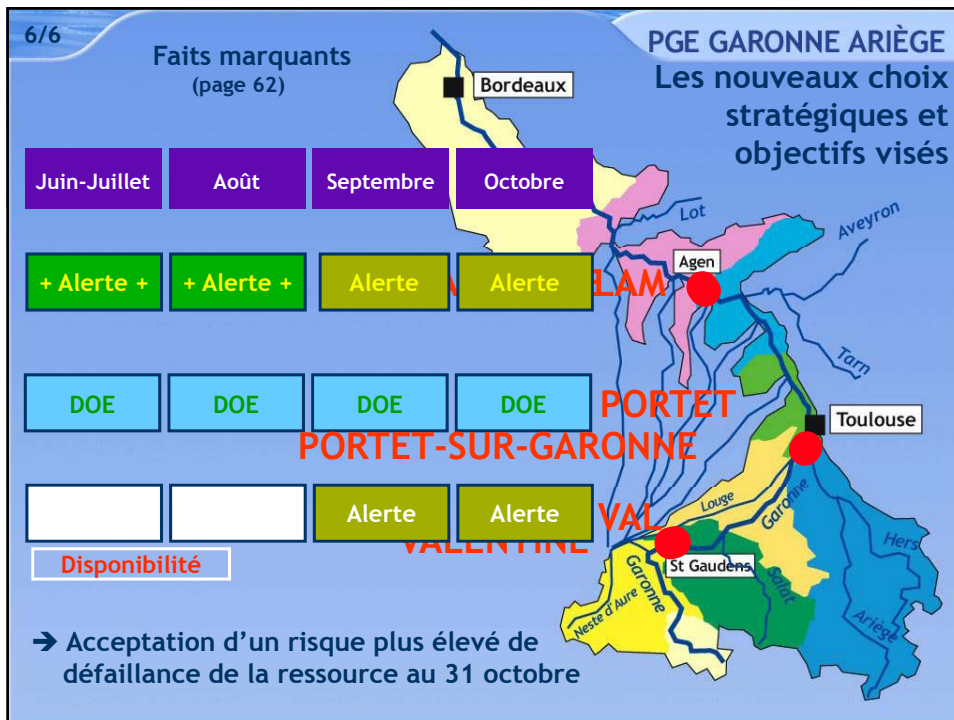 6/6
Faits marquants
(page 62)
PGE GARONNE ARIÈGE
Les nouveaux choix
stratégiques et
objectifs visés
Bordeaux
Juin-Juillet Août Septembre Octobre
Lot
Aveyron
Agen
+ Alerte + + Alerte + Alerte Alerte LAM
Tarn
DOE DOE DOE DOE PORTET
Toulouse
PORTET-SUR-GARONNE
Louge
Garonne
Alerte Alerte VAL
VALENTINE
Hers
Disponibilité
St Gaudens
Garonne
Salat
Neste d'Aure
Ariège
➔ Acceptation d’un risque plus élevé de
défaillance de la ressource au 31 octobre